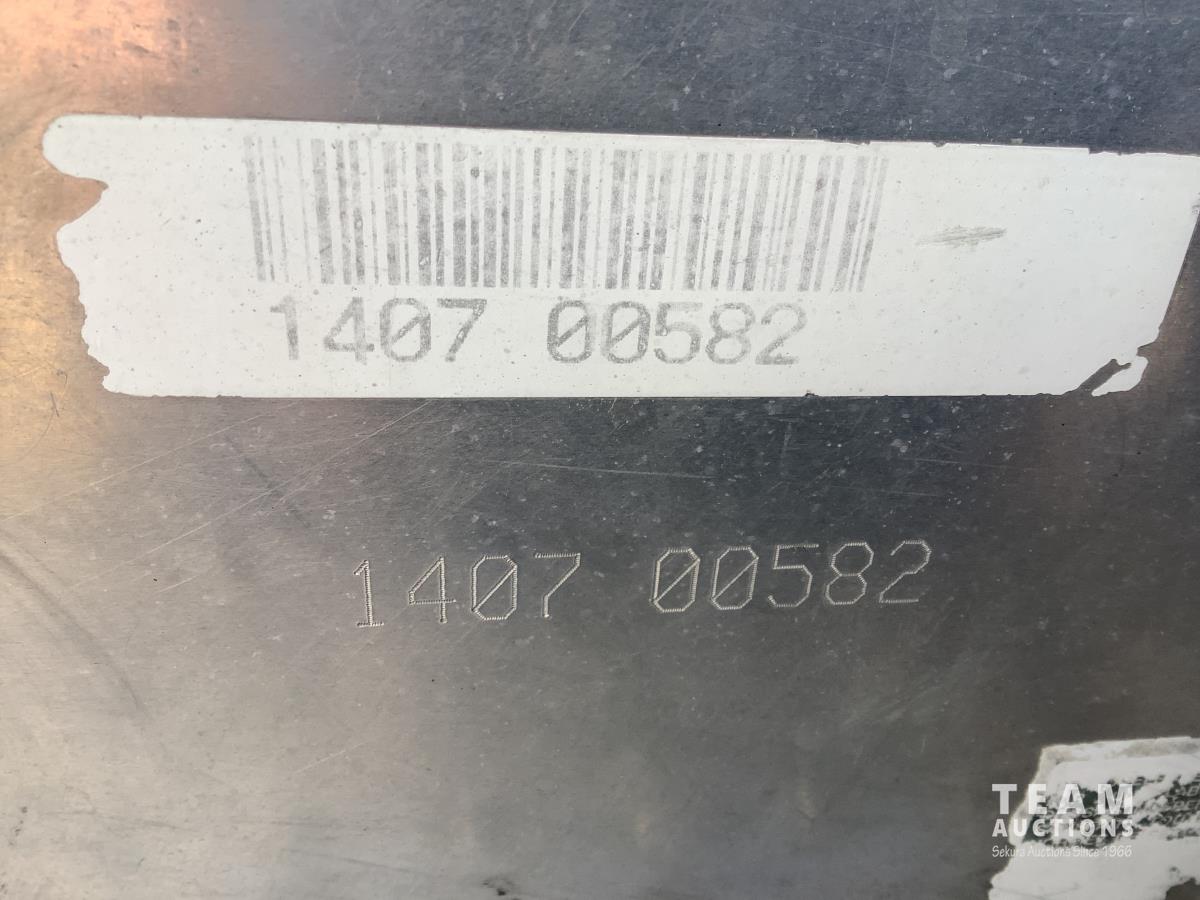 1407 00582
1407 00582
TEAM
AUCTIONS
Sekura Auctions Since 1966